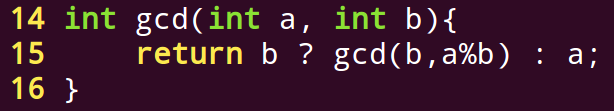 14 int gcd(int a, int b){
15     return b ? gcd(b,a%b) : a;
16 }